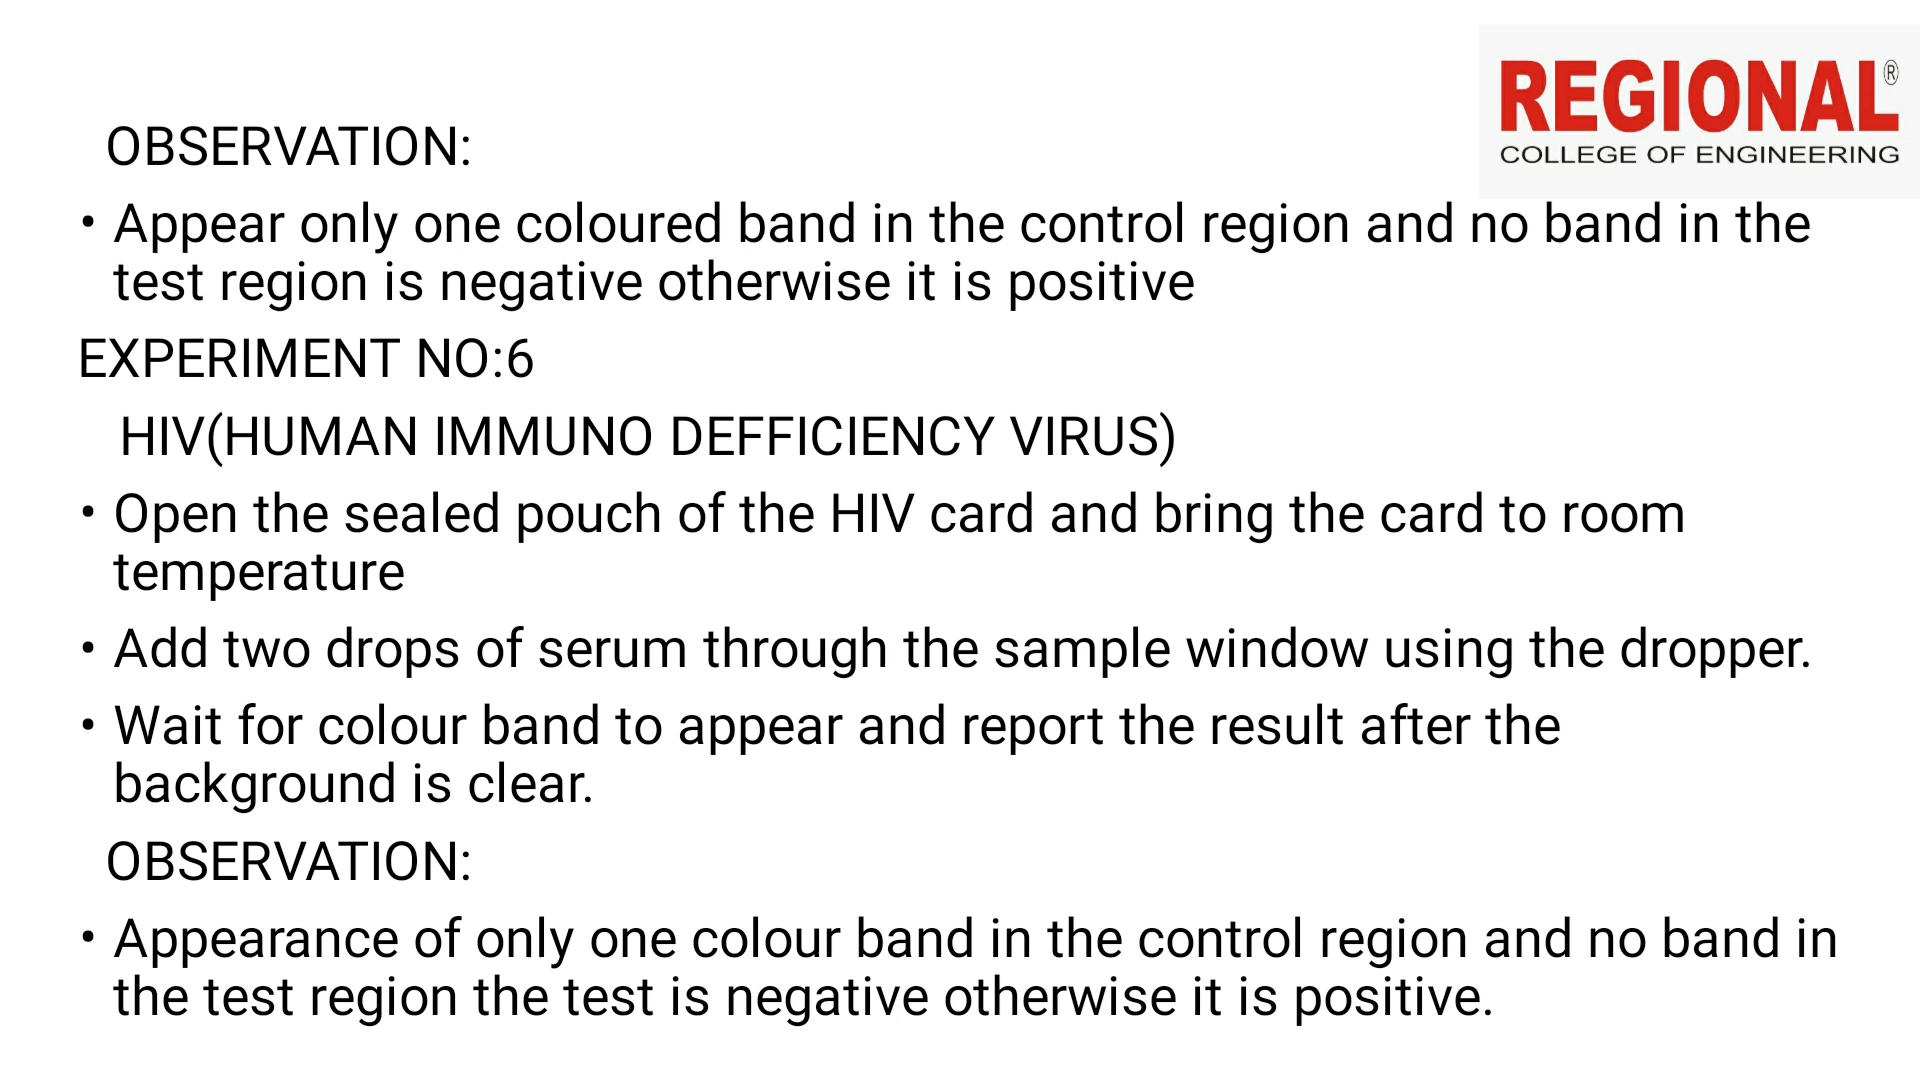 REGIONAL®
COLLEGE OF ENGINEERING
OBSERVATION:
• Appear only one coloured band in the control region and no band in the
test region is negative otherwise it is positive
EXPERIMENT NO:6
HIV(HUMAN IMMUNO DEFFICIENCY VIRUS)
• Open the sealed pouch of the HIV card and bring the card to room
temperature
• Add two drops of serum through the sample window using the dropper.
• Wait for colour band to appear and report the result after the
background is clear.
OBSERVATION:
• Appearance of only one colour band in the control region and no band in
the test region the test is negative otherwise it is positive.